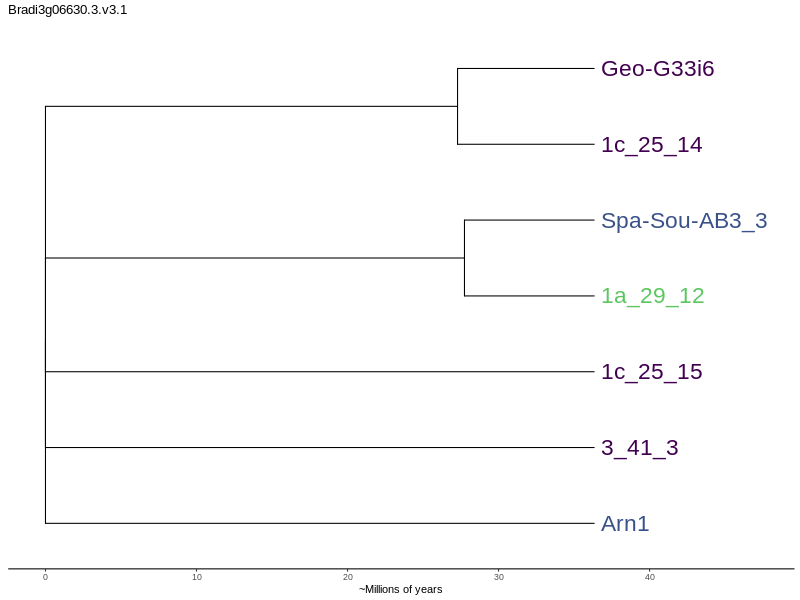 Bradi3g06630.3.v3.1
Geo-G33i6
1c_25_14
Spa-Sou-AB3_3
1a_29_12
1c_25_15
3_41_3
Arn1
0 10 20 30 40
~Millions of years